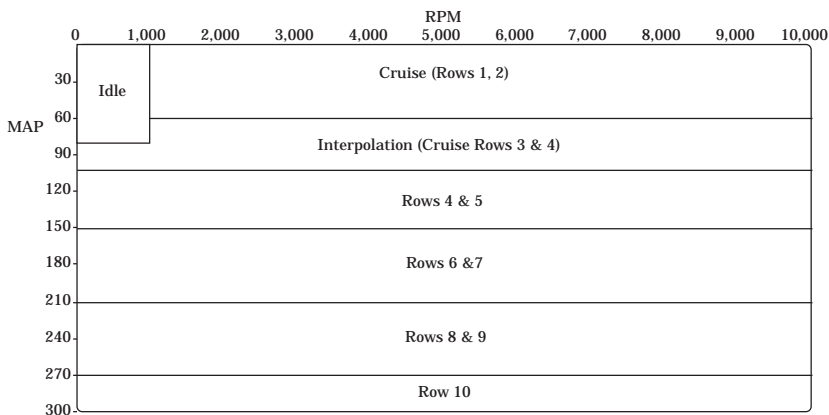 RPM
0 1,000 2,000 3,000 4,000 5,000 6,000 7,000 8,000 9,000 10,000
Cruise (Rows 1, 2)
30
Idle
60
MAP
Interpolation (Cruise Rows 3 & 4)
90
120
Rows 4 & 5
150
180
Rows 6 &7
210
240
Rows 8 & 9
270
Row 10
300